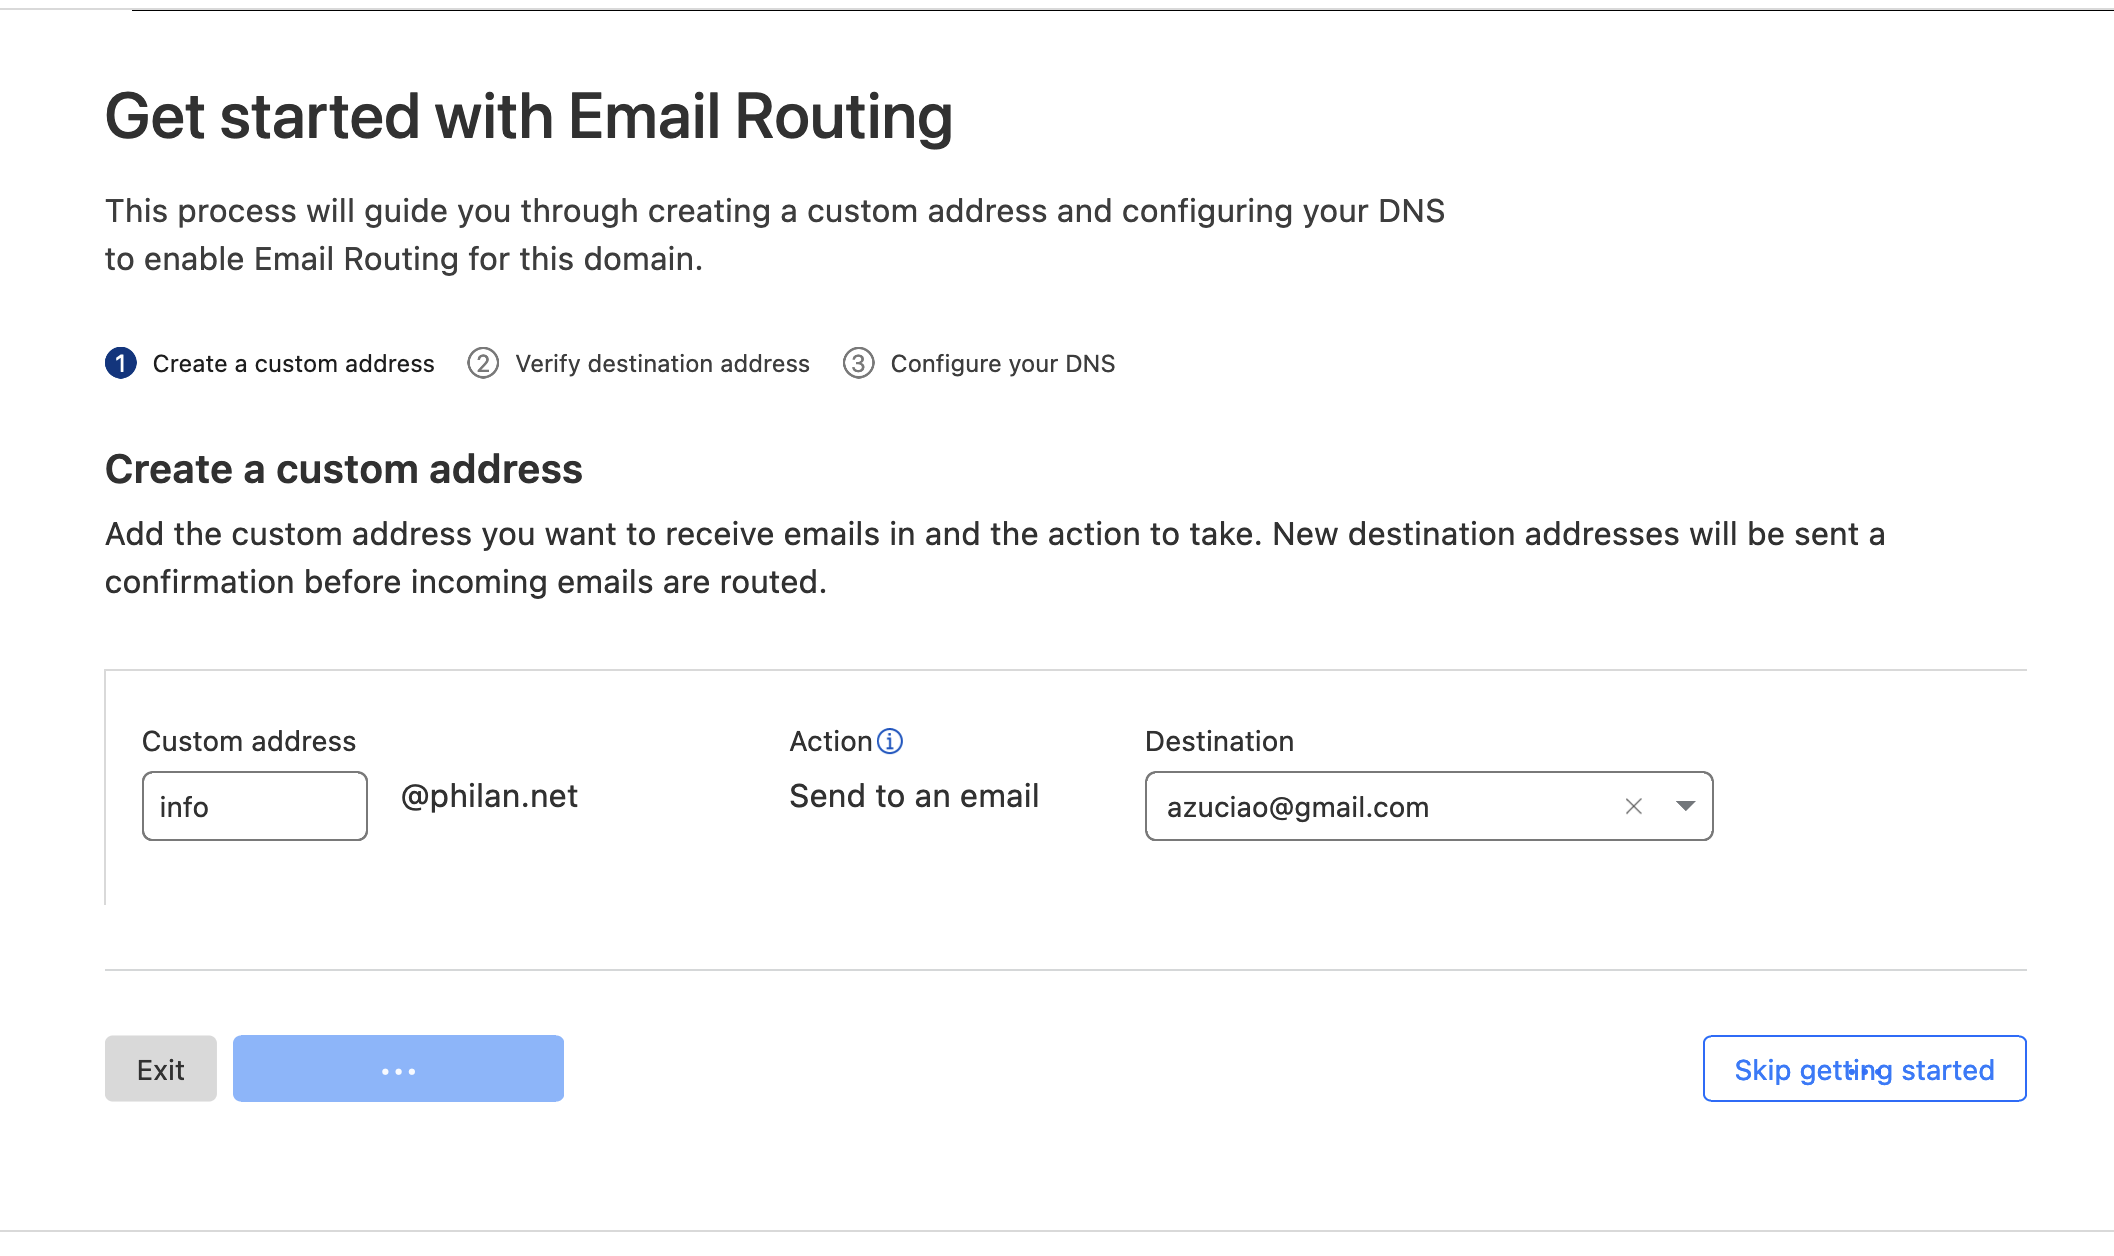 Get started with Email Routing
This process will guide you through creating a custom address and configuring your DNS
to enable Email Routing for this domain.
1 Create a custom address 2 Verify destination address 3 Configure your DNS
Create a custom address
Add the custom address you want to receive emails in and the action to take. New destination addresses will be sent a
confirmation before incoming emails are routed.
Custom address Action Destination
info @philan.net Send to an email azuciao@gmail.com
Exit ... Skip getting started